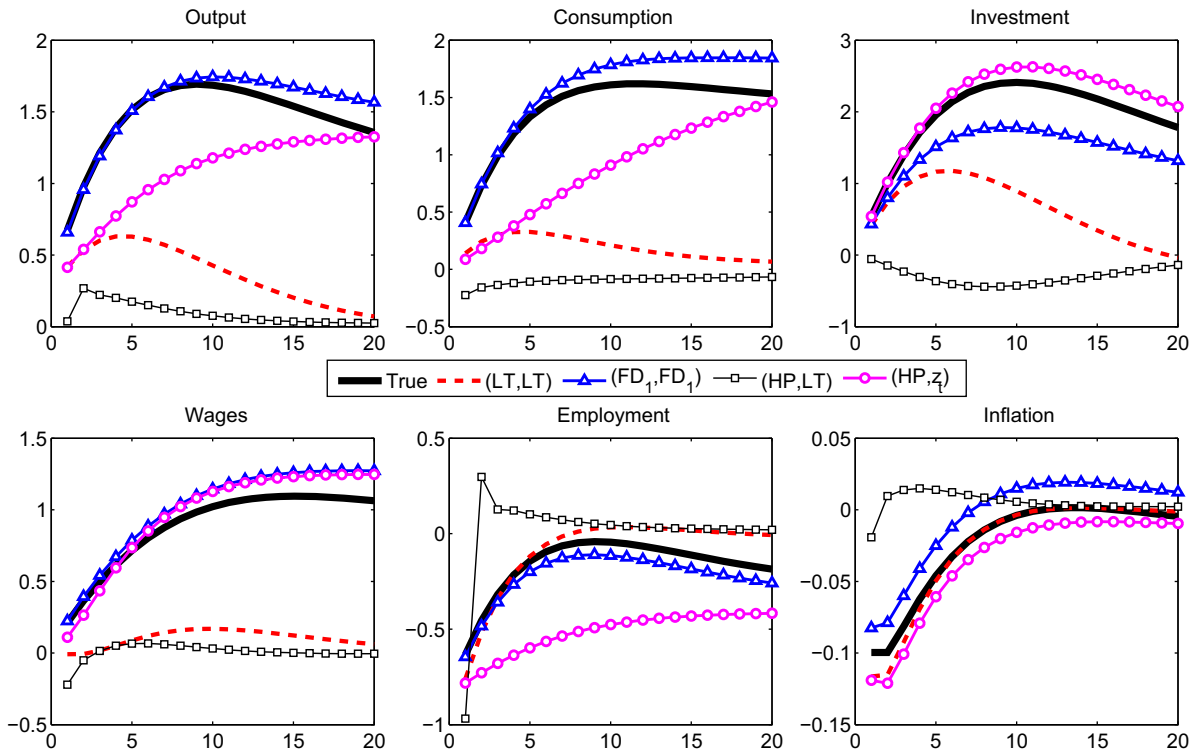 Output Consumption Investment
2 2 3
1.5 1.5 2
1 1 1
0.5 0.5 0
0 0 −1
−0.5
0 5 10 15 20 0 5 10 15 20 0 5 10 15 20
True (LT,LT) (FD₁,FD₁) (HP,LT) (HP,zₜ)
Wages Employment Inflation
1.5 0.5 0.05
1 0 0
0.5 −0.5 −0.05
0 −1 −0.1
−0.5 −0.15
0 5 10 15 20 0 5 10 15 20 0 5 10 15 20